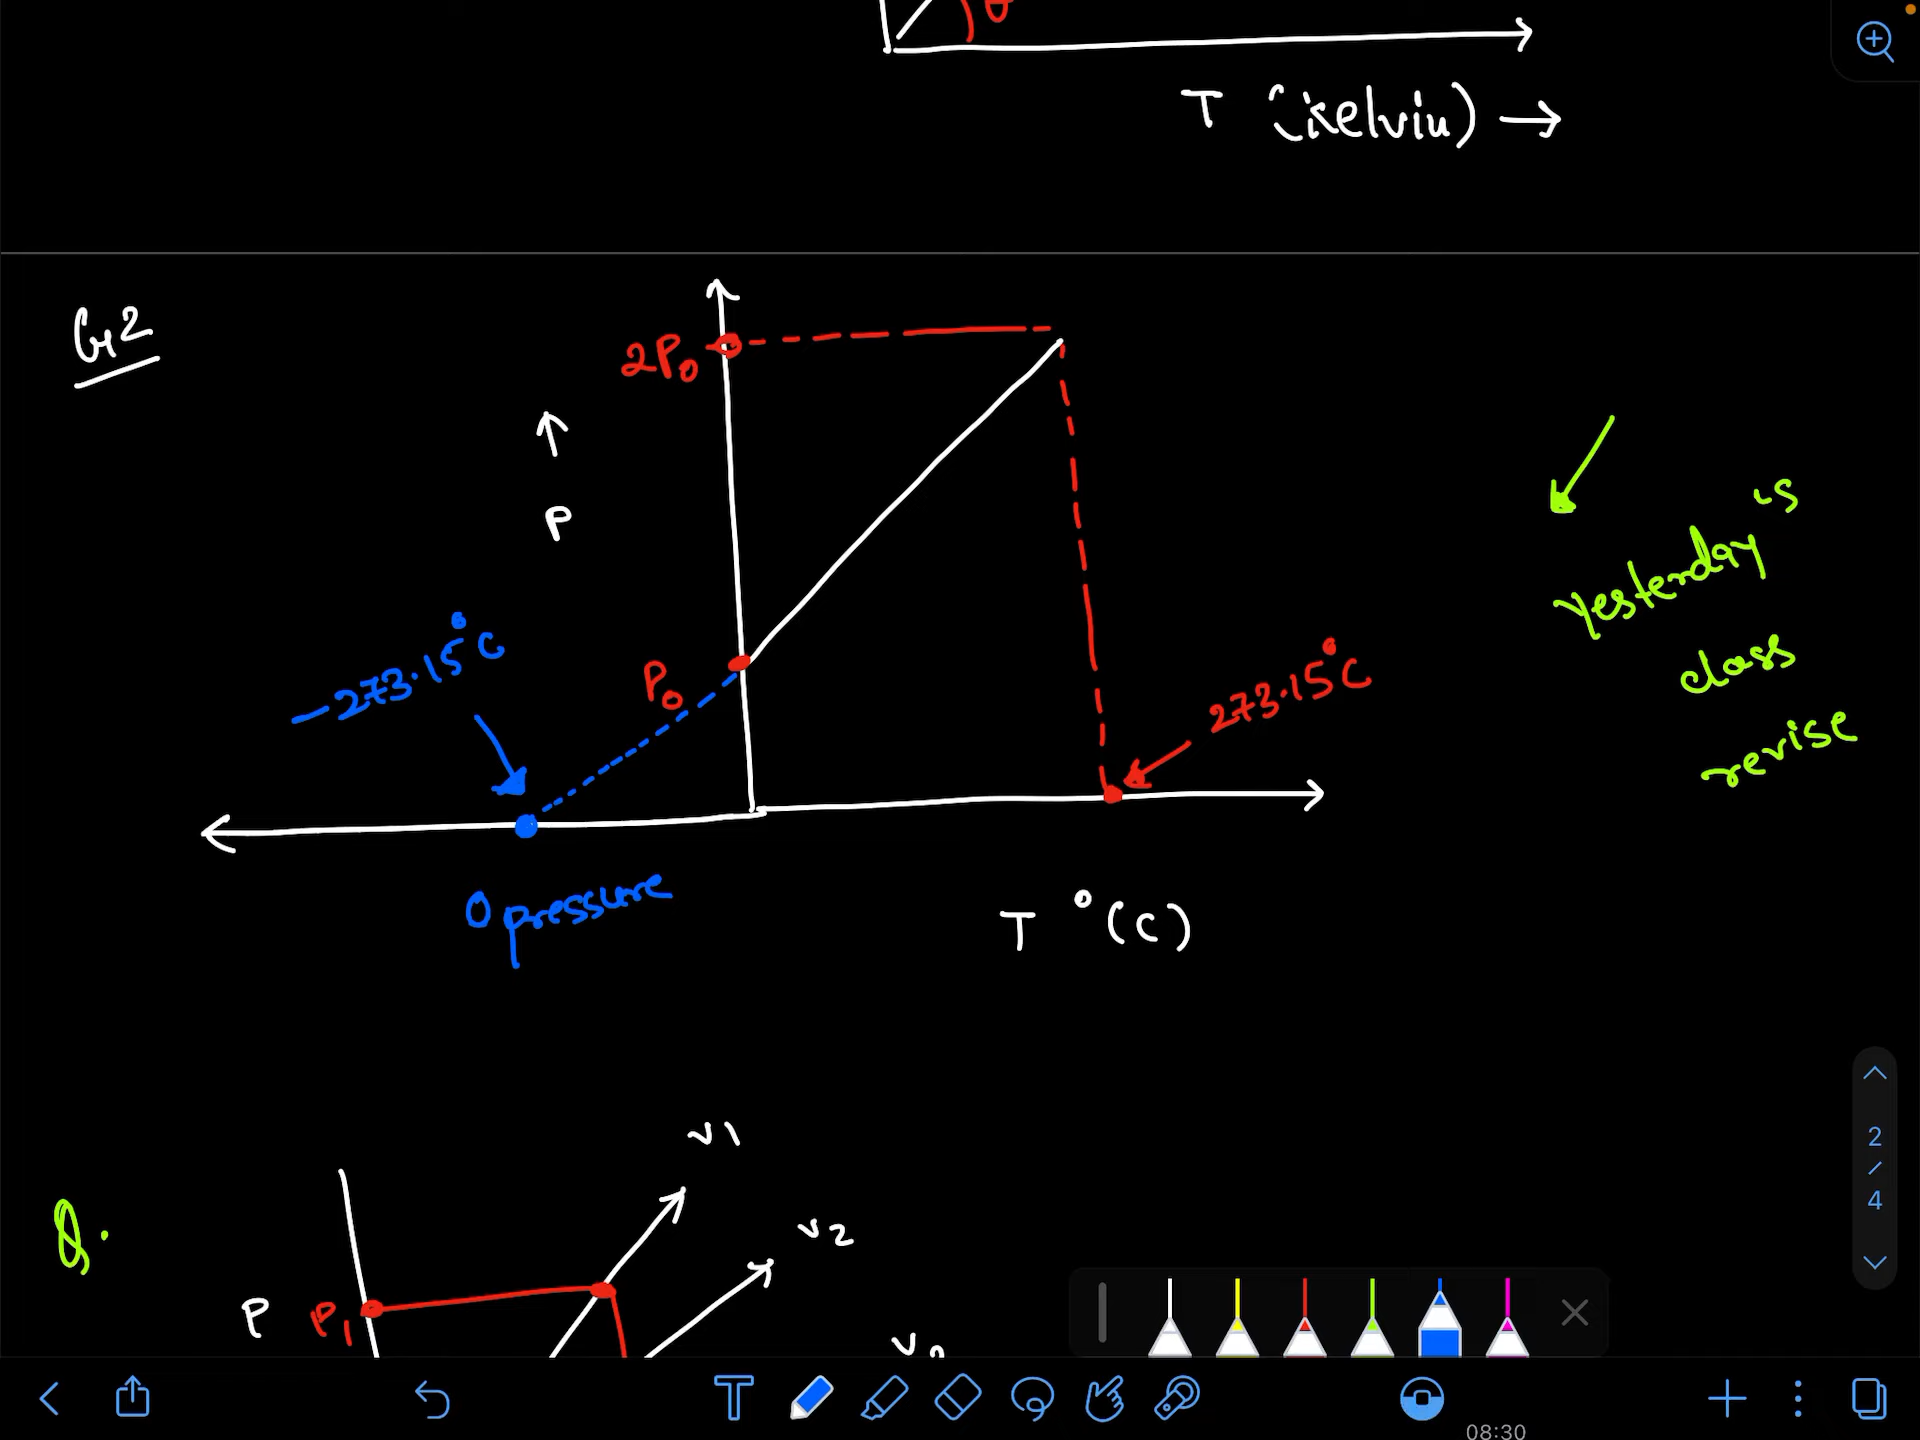 θ
T (Kelvin) →
G2
2P₀
↑
P
-273.15°C
P₀
273.15°C
yesterday's
class
revise
0 pressure
T °(C)
Q.
v1
v2
P P₁
2
/
4
T
08:30